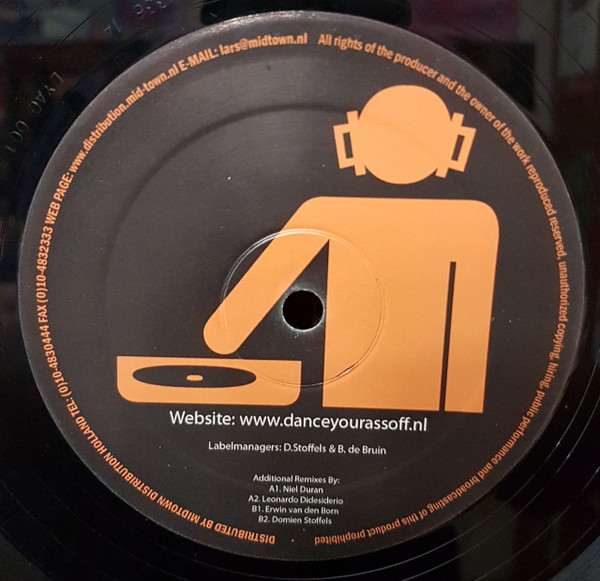 DISTRIBUTED BY MIDTOWN DISTRIBUTION HOLLAND TEL: (0)10-4830444 FAX (0)10-4832333 WEB PAGE: www.distribution.mid-town.nl E-MAIL: lars@midtown.nl
All rights of the producer and the owner of the work reproduced reserved, unauthorized copying, hiring, public performance and broadcasting of this product prohibited
Website: www.danceyourassoff.nl
Labelmanagers: D.Stoffels & B. de Bruin
Additional Remixes By:
A1. Niel Duran
A2. Leonardo Didesiderio
B1. Erwin van den Born
B2. Domien Stoffels